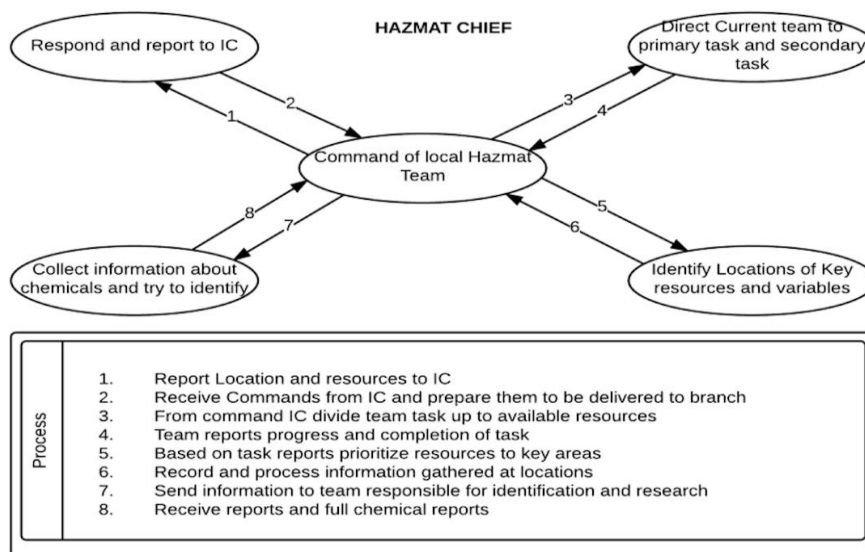 HAZMAT CHIEF
Respond and report to IC
Direct Current team to
primary task and secondary
task
1
2
3
4
Command of local Hazmat
Team
8
7
5
6
Collect information about
chemicals and try to identify
Identify Locations of Key
resources and variables
Process
1. Report Location and resources to IC
2. Receive Commands from IC and prepare them to be delivered to branch
3. From command IC divide team task up to available resources
4. Team reports progress and completion of task
5. Based on task reports prioritize resources to key areas
6. Record and process information gathered at locations
7. Send information to team responsible for identification and research
8. Receive reports and full chemical reports